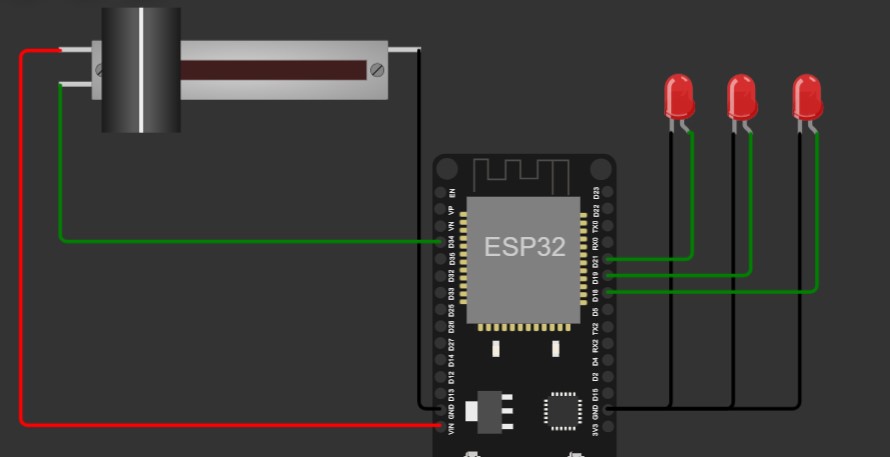 ESP32
EN
VP
VN
D34
D35
D32
D33
D25
D26
D27
D14
D12
D13
GND
VIN
D23
D22
TX0
RX0
D21
D19
D18
D5
TX2
RX2
D4
D2
D15
GND
3V3